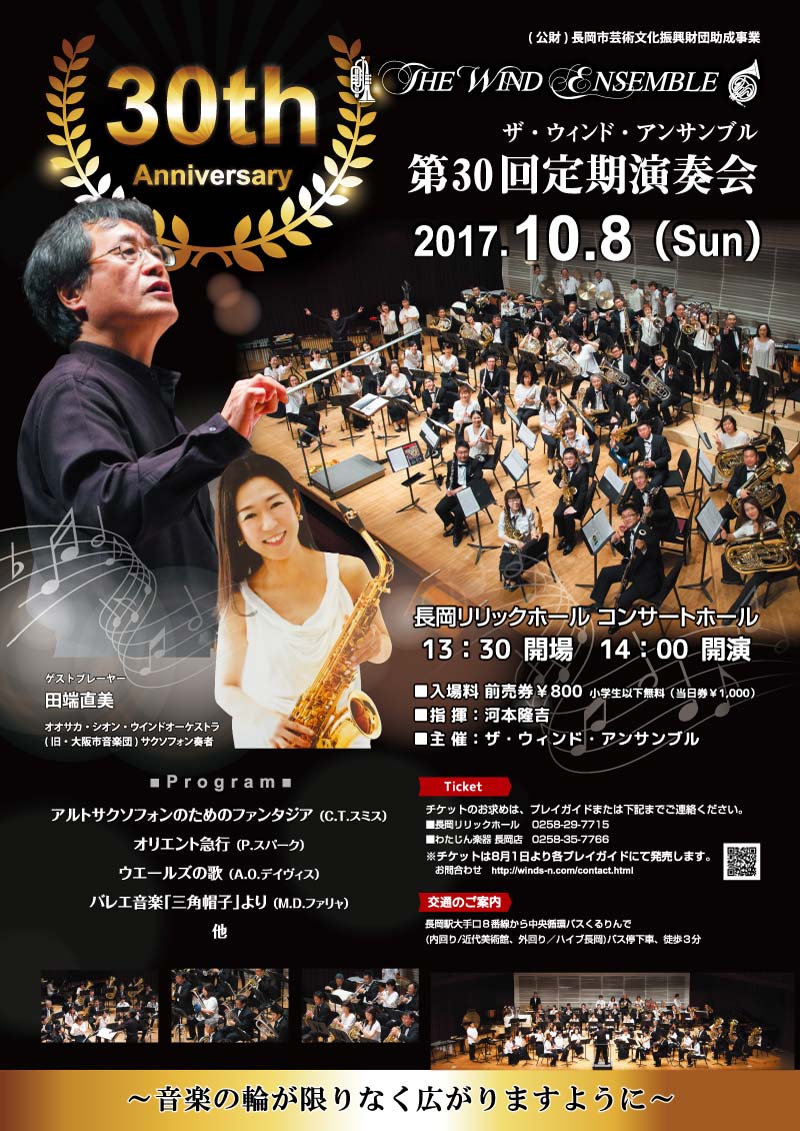 (公財)長岡市芸術文化振興財団助成事業
30th
Anniversary
THE WIND ENSEMBLE
ザ・ウィンド・アンサンブル
第30回定期演奏会
2017.10.8（Sun）
長岡リリックホール コンサートホール
13：30 開場　14：00 開演
■入場料 前売券￥800 小学生以下無料（当日券￥1,000）
■指 揮：河本隆吉
■主 催：ザ・ウィンド・アンサンブル
ゲストプレーヤー
田端直美
オオサカ・シオン・ウインドオーケストラ
(旧・大阪市音楽団)サクソフォン奏者
■Program■
アルトサクソフォンのためのファンタジア（C.T.スミス）
オリエント急行（P.スパーク）
ウエールズの歌（A.O.デイヴィス）
バレエ音楽「三角帽子」より（M.D.ファリャ）
他
Ticket
チケットのお求めは、プレイガイドまたは下記までご連絡ください。
■長岡リリックホール　0258-29-7715
■わたじん楽器 長岡店　0258-35-7766
※チケットは8月1日より各プレイガイドにて発売します。
お問合わせ　http://winds-n.com/contact.html
交通のご案内
長岡駅大手口８番線から中央循環バスくるりんで
(内回り/近代美術館、外回り／ハイブ長岡)バス停下車、徒歩３分
～音楽の輪が限りなく広がりますように～